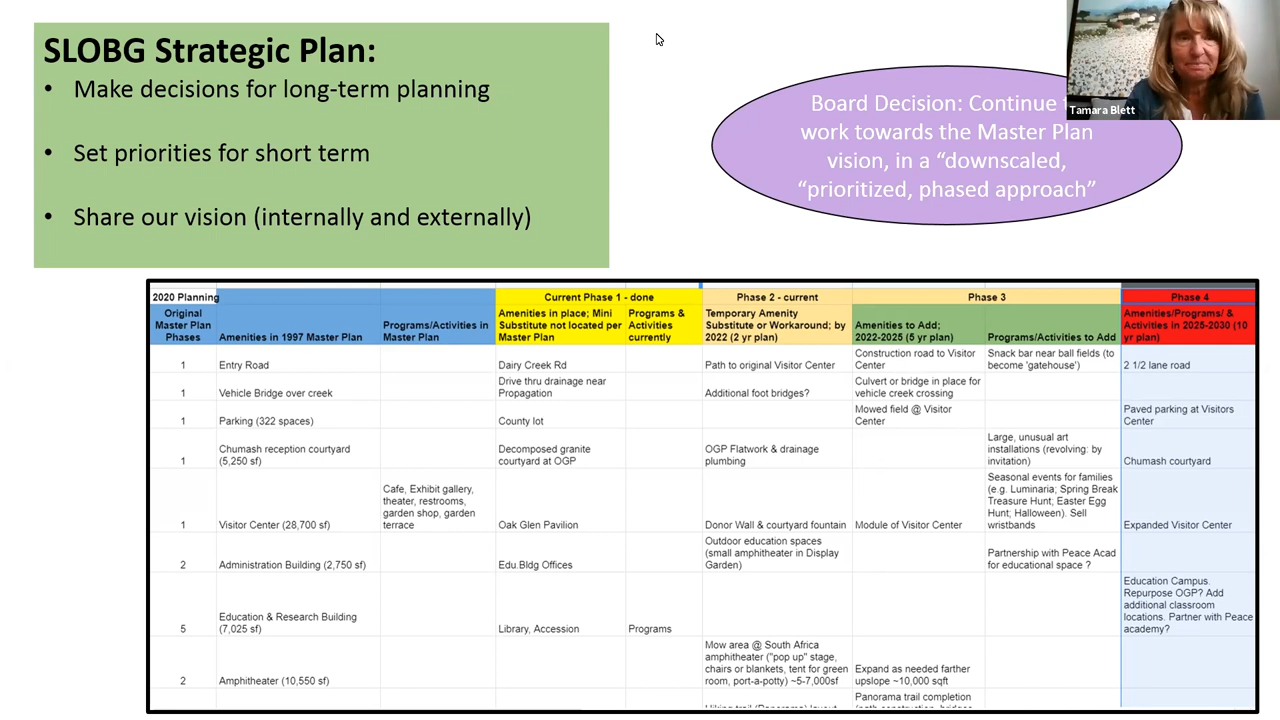 SLOBG Strategic Plan:
• Make decisions for long-term planning
• Set priorities for short term
• Share our vision (internally and externally)
Board Decision: Continue
work towards the Master Plan
vision, in a “downscaled,
“prioritized, phased approach”
Tamara Blett
2020 Planning
Current Phase 1 - done
Phase 2 - current
Phase 3
Phase 4
Original
Master Plan
Phases
Amenities in 1997 Master Plan
Programs/Activities in
Master Plan
Amenities in place; Mini
Substitute not located per
Master Plan
Programs &
Activities
currently
Temporary Amenity
Substitute or Workaround; by
2022 (2 yr plan)
Amenities to Add;
2022-2025 (5 yr plan)
Programs/Activities to Add
Amenities/Programs/ &
Activities in 2025-2030 (10
yr plan)
1
Entry Road
Dairy Creek Rd
Path to original Visitor Center
Construction road to Visitor
Center
Snack bar near ball fields (to
become 'gatehouse')
2 1/2 lane road
1
Vehicle Bridge over creek
Drive thru drainage near
Propagation
Additional foot bridges?
Culvert or bridge in place for
vehicle creek crossing
1
Parking (322 spaces)
County lot
Mowed field @ Visitor
Center
Paved parking at Visitors
Center
1
Chumash reception courtyard
(5,250 sf)
Decomposed granite
courtyard at OGP
OGP Flatwork & drainage
plumbing
Large, unusual art
installations (revolving: by
invitation)
Chumash courtyard
1
Visitor Center (28,700 sf)
Cafe, Exhibit gallery,
theater, restrooms,
garden shop, garden
terrace
Oak Glen Pavilion
Donor Wall & courtyard fountain
Module of Visitor Center
Seasonal events for families
(e.g. Luminaria; Spring Break
Treasure Hunt; Easter Egg
Hunt; Halloween). Sell
wristbands
Expanded Visitor Center
2
Administration Building (2,750 sf)
Edu.Bldg Offices
Outdoor education spaces
(small amphitheater in Display
Garden)
Partnership with Peace Acad
for educational space ?
5
Education & Research Building
(7,025 sf)
Library, Accession
Programs
Education Campus.
Repurpose OGP? Add
additional classroom
locations. Partner with Peace
academy?
2
Amphitheater (10,550 sf)
Mow area @ South Africa
amphitheater ("pop up" stage,
chairs or blankets, tent for green
room, port-a-potty) ~5-7,000sf
Expand as needed farther
upslope ~10,000 sqft
Panorama trail completion